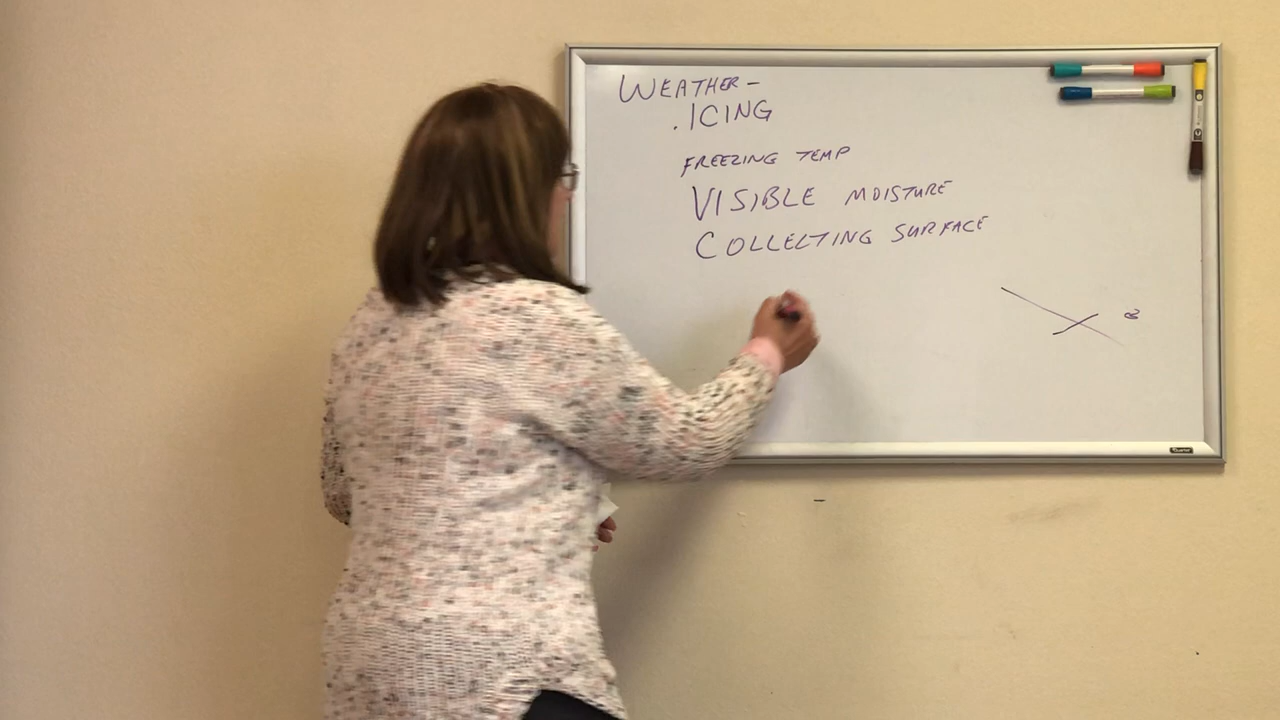 WEATHER -
. ICING
FREEZING TEMP
VISIBLE MOISTURE
COLLECTING SURFACE